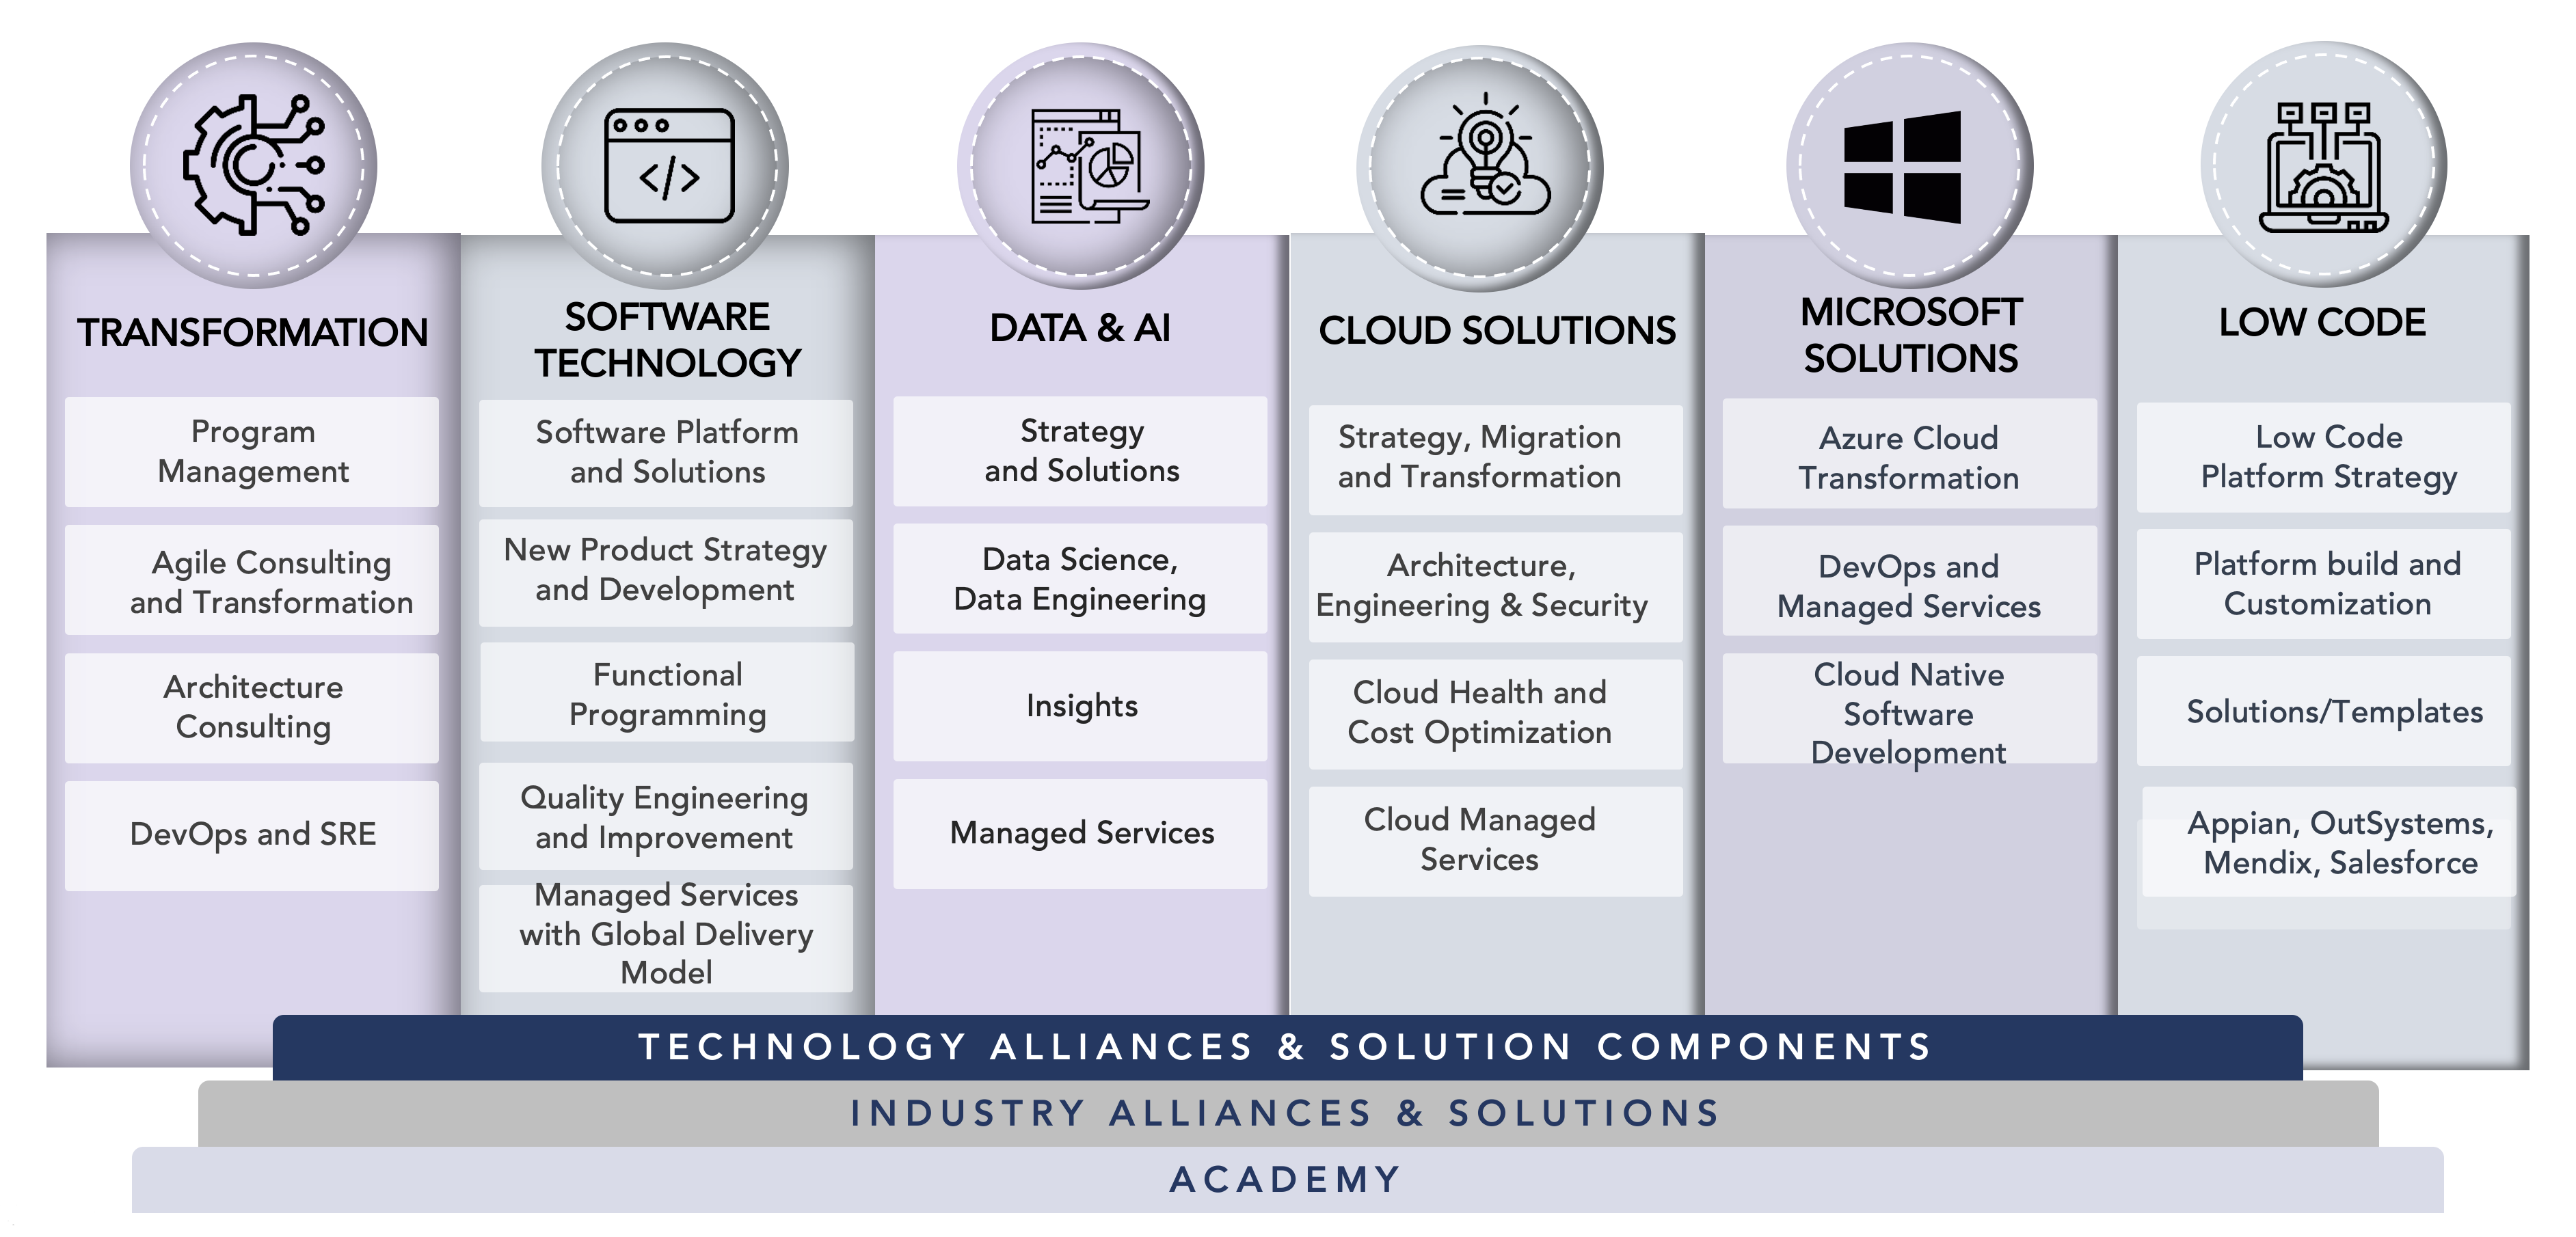 TRANSFORMATION
Program
Management
Agile Consulting
and Transformation
Architecture
Consulting
DevOps and SRE
SOFTWARE
TECHNOLOGY
Software Platform
and Solutions
New Product Strategy
and Development
Functional
Programming
Quality Engineering
and Improvement
Managed Services
with Global Delivery
Model
DATA & AI
Strategy
and Solutions
Data Science,
Data Engineering
Insights
Managed Services
CLOUD SOLUTIONS
Strategy, Migration
and Transformation
Architecture,
Engineering & Security
Cloud Health and
Cost Optimization
Cloud Managed
Services
MICROSOFT
SOLUTIONS
Azure Cloud
Transformation
DevOps and
Managed Services
Cloud Native
Software
Development
LOW CODE
Low Code
Platform Strategy
Platform build and
Customization
Solutions/Templates
Appian, OutSystems,
Mendix, Salesforce
TECHNOLOGY ALLIANCES & SOLUTION COMPONENTS
INDUSTRY ALLIANCES & SOLUTIONS
ACADEMY